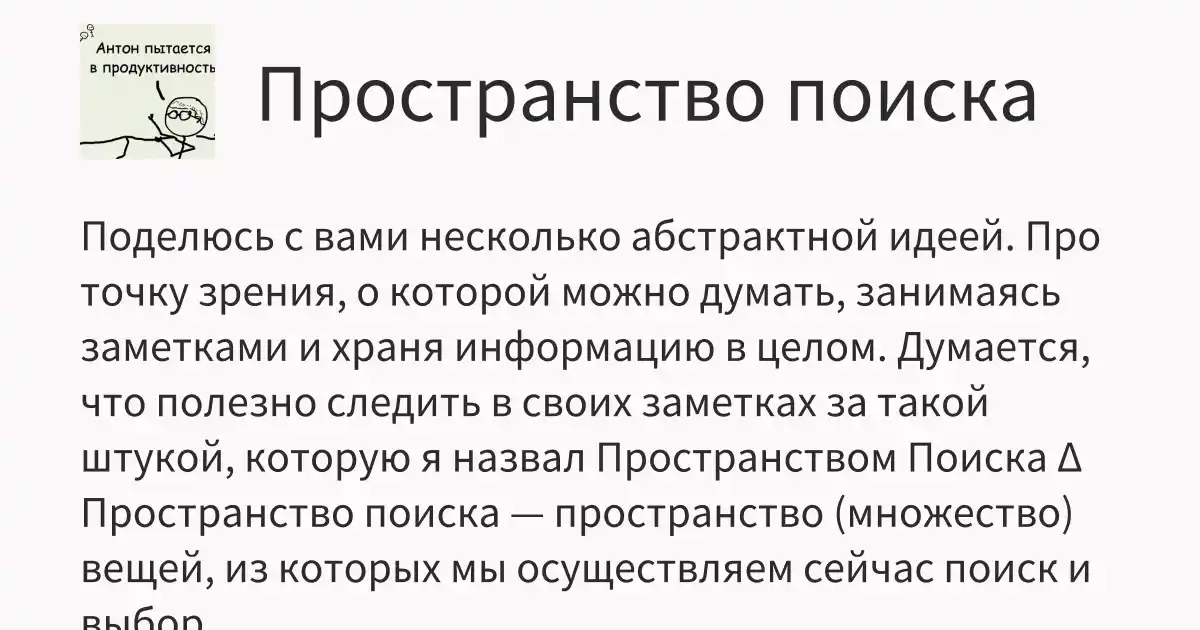 Антон пытается
в продуктивность
Пространство поиска
Поделюсь с вами несколько абстрактной идеей. Про
точку зрения, о которой можно думать, занимаясь
заметками и храня информацию в целом. Думается,
что полезно следить в своих заметках за такой
штукой, которую я назвал Пространством Поиска Δ
Пространство поиска — пространство (множество)
вещей, из которых мы осуществляем сейчас поиск и
выбор